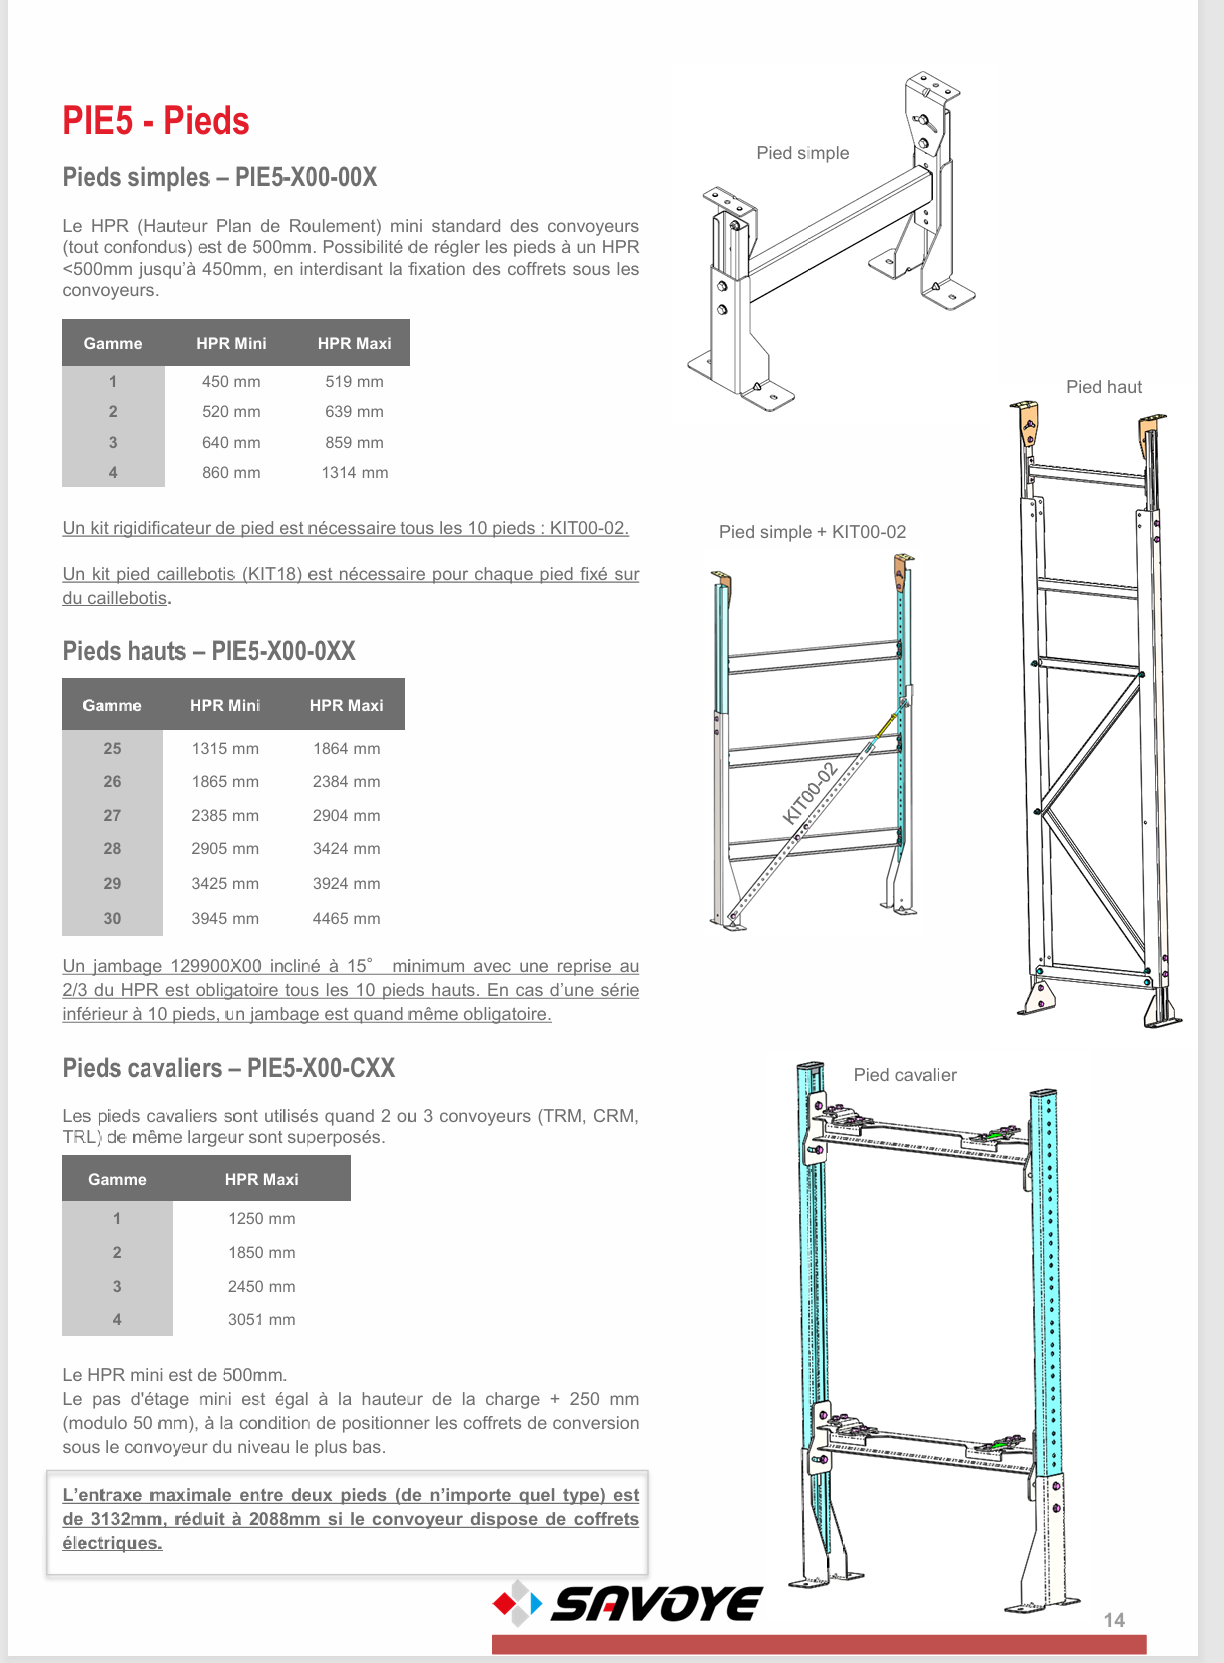 PIE5 - Pieds
Pieds simples – PIE5-X00-00X
Le HPR (Hauteur Plan de Roulement) mini standard des convoyeurs
(tout confondus) est de 500mm. Possibilité de régler les pieds à un HPR
<500mm jusqu'à 450mm, en interdisant la fixation des coffrets sous les
convoyeurs.
Gamme HPR Mini HPR Maxi
1 450 mm 519 mm
2 520 mm 639 mm
3 640 mm 859 mm
4 860 mm 1314 mm
Un kit rigidificateur de pied est nécessaire tous les 10 pieds : KIT00-02.
Un kit pied caillebotis (KIT18) est nécessaire pour chaque pied fixé sur
du caillebotis.
Pieds hauts – PIE5-X00-0XX
Gamme HPR Mini HPR Maxi
25 1315 mm 1864 mm
26 1865 mm 2384 mm
27 2385 mm 2904 mm
28 2905 mm 3424 mm
29 3425 mm 3924 mm
30 3945 mm 4465 mm
Un jambage 129900X00 incliné à 15° minimum avec une reprise au
2/3 du HPR est obligatoire tous les 10 pieds hauts. En cas d'une série
inférieur à 10 pieds, un jambage est quand même obligatoire.
Pieds cavaliers – PIE5-X00-CXX
Les pieds cavaliers sont utilisés quand 2 ou 3 convoyeurs (TRM, CRM,
TRL) de même largeur sont superposés.
Gamme HPR Maxi
1 1250 mm
2 1850 mm
3 2450 mm
4 3051 mm
Le HPR mini est de 500mm.
Le pas d'étage mini est égal à la hauteur de la charge + 250 mm
(modulo 50 mm), à la condition de positionner les coffrets de conversion
sous le convoyeur du niveau le plus bas.
L'entraxe maximale entre deux pieds (de n'importe quel type) est
de 3132mm, réduit à 2088mm si le convoyeur dispose de coffrets
électriques.
Pied simple
Pied haut
Pied simple + KIT00-02
KIT00-02
Pied cavalier
SAVOYE
14